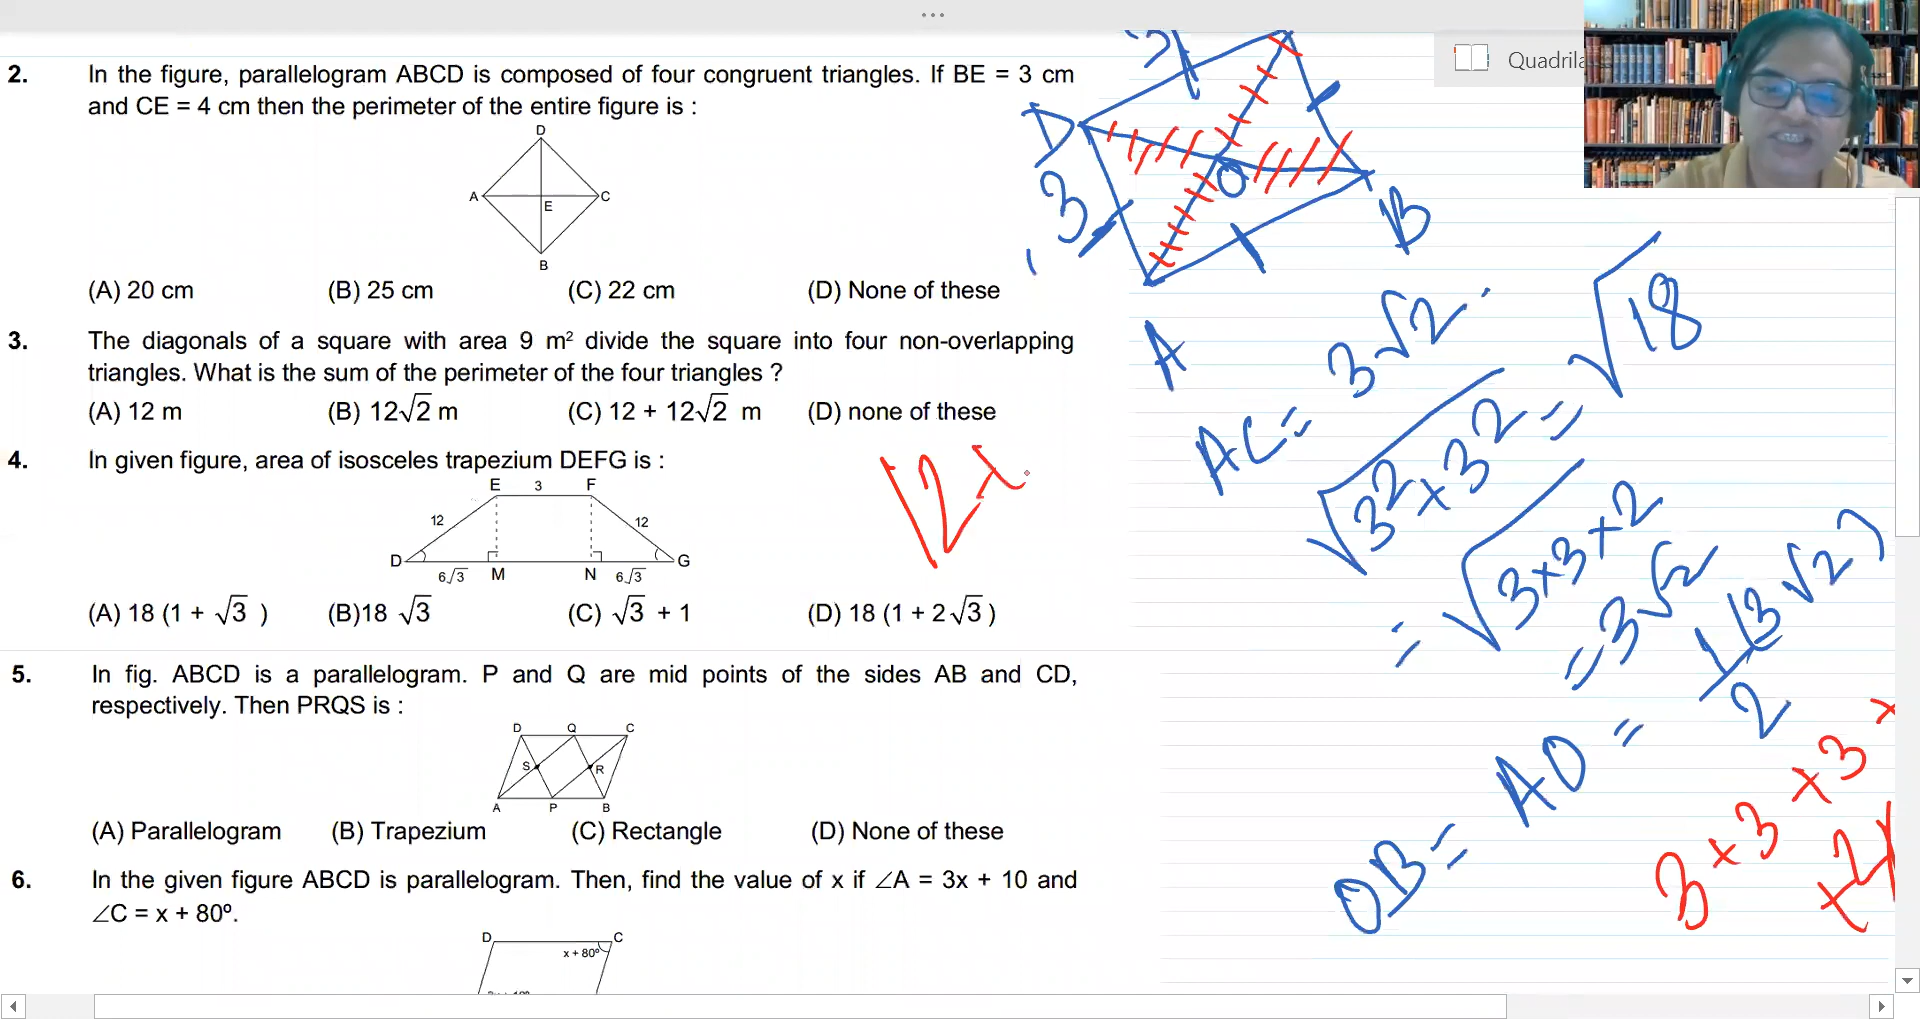 Quadrila
2. In the figure, parallelogram ABCD is composed of four congruent triangles. If BE = 3 cm
and CE = 4 cm then the perimeter of the entire figure is :
D
A
C
E
B
(A) 20 cm (B) 25 cm (C) 22 cm (D) None of these
3. The diagonals of a square with area 9 m² divide the square into four non-overlapping
triangles. What is the sum of the perimeter of the four triangles ?
(A) 12 m (B) 12√2 m (C) 12 + 12√2 m (D) none of these
4. In given figure, area of isosceles trapezium DEFG is :
E 3 F
12 12
D G
6√3 M N 6√3
(A) 18 (1 + √3 ) (B)18 √3 (C) √3 + 1 (D) 18 (1 + 2√3 )
5. In fig. ABCD is a parallelogram. P and Q are mid points of the sides AB and CD,
respectively. Then PRQS is :
D Q C
S R
A P B
(A) Parallelogram (B) Trapezium (C) Rectangle (D) None of these
6. In the given figure ABCD is parallelogram. Then, find the value of x if ∠A = 3x + 10 and
∠C = x + 80º.
D C
x + 80º
3
D
O
3
B
A
AC = 3√2
√3² + 3² = √18
= √3×3×2
= 3√2
OB = AO = 1/2 (3√2)
12+
3 + 3 + 3 +